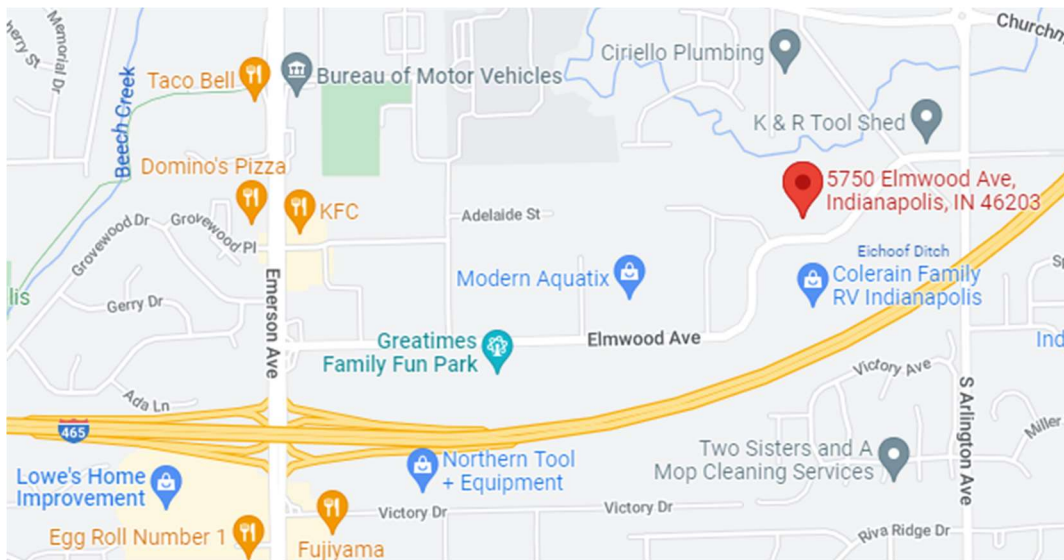 Churchm
Memorial Dr
herry St
Ciriello Plumbing
Taco Bell
Bureau of Motor Vehicles
Beech Creek
K & R Tool Shed
Domino's Pizza
5750 Elmwood Ave,
Indianapolis, IN 46203
KFC
Adelaide St
Grovewood Dr
Grovewood Pl
Eichoof Ditch
Modern Aquatix
Colerain Family
RV Indianapolis
Sp
lis
Gerry Dr
Emerson Ave
Greatimes
Family Fun Park
Elmwood Ave
Ind
Victory Ave
Ada Ln
S Arlington Ave
465
Miller
Two Sisters and A
Mop Cleaning Services
Lowe's Home
Improvement
Northern Tool
+ Equipment
Victory Dr
Victory Dr
Egg Roll Number 1
Fujiyama
Riva Ridge Dr